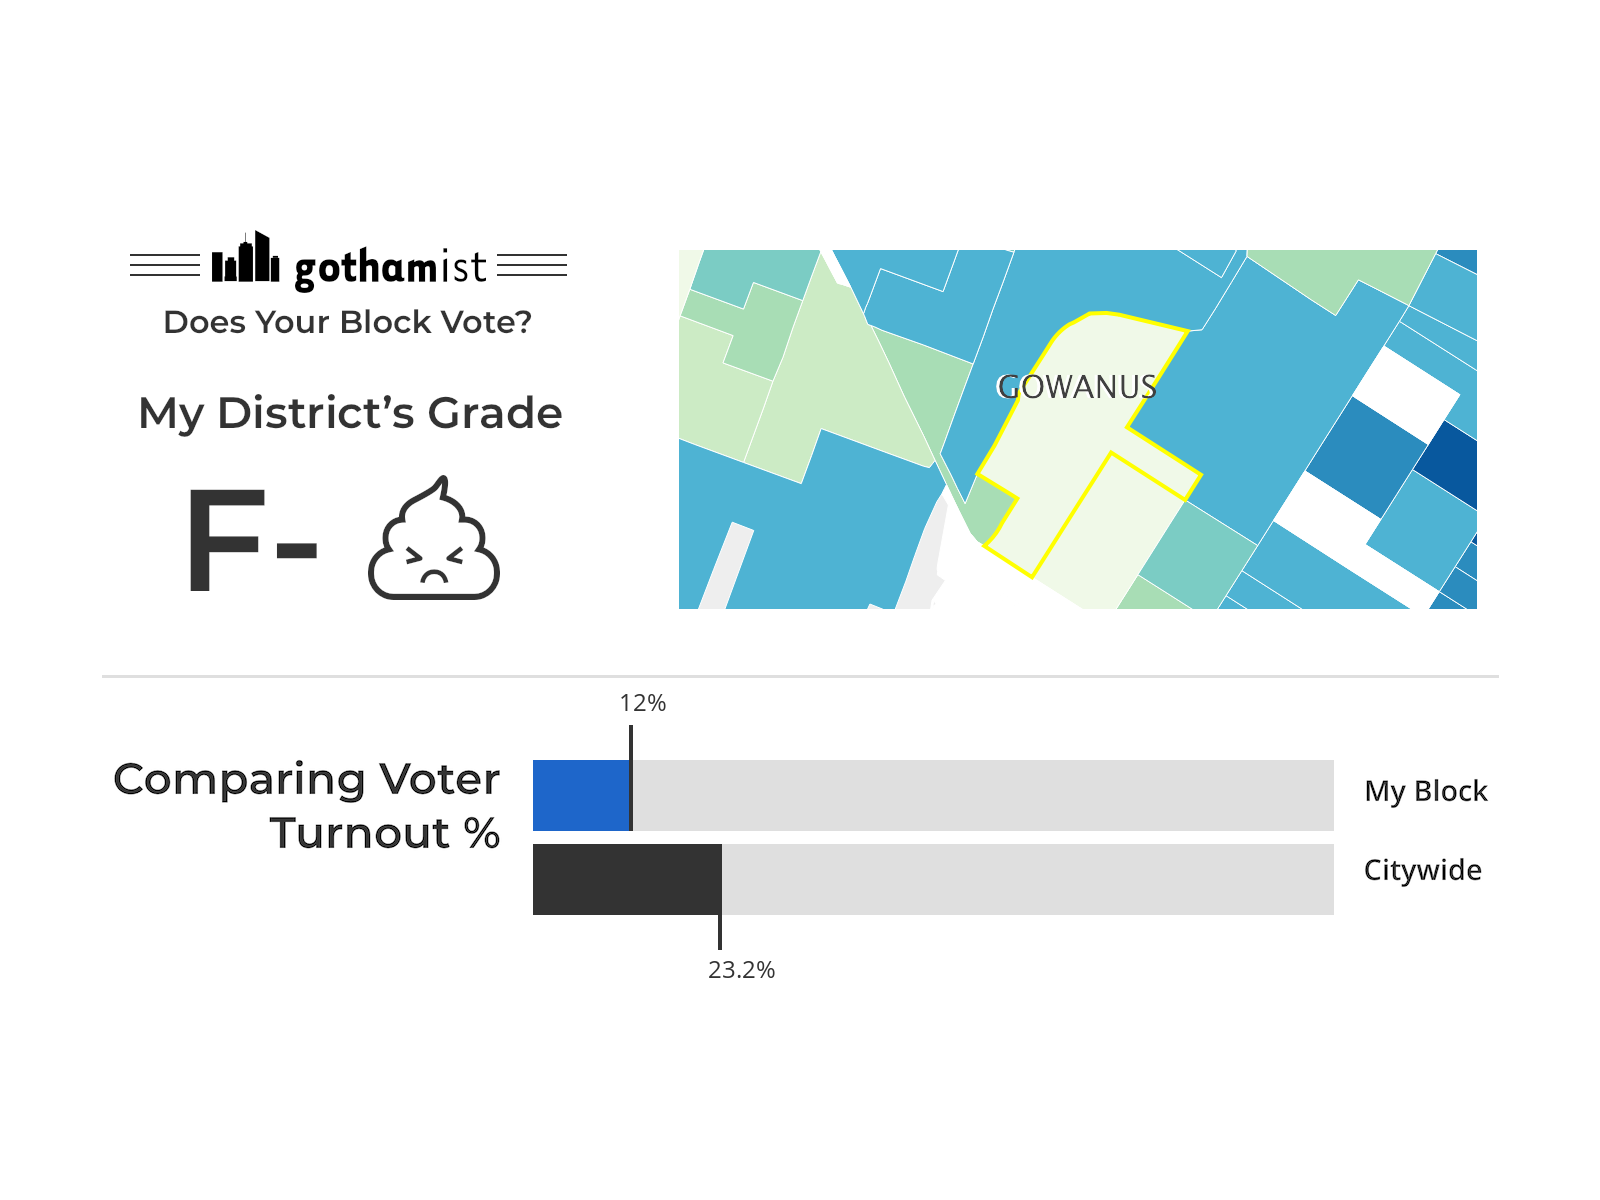 gothamist
Does Your Block Vote?
My District’s Grade
F-
GOWANUS
12%
Comparing Voter
Turnout %
My Block
Citywide
23.2%